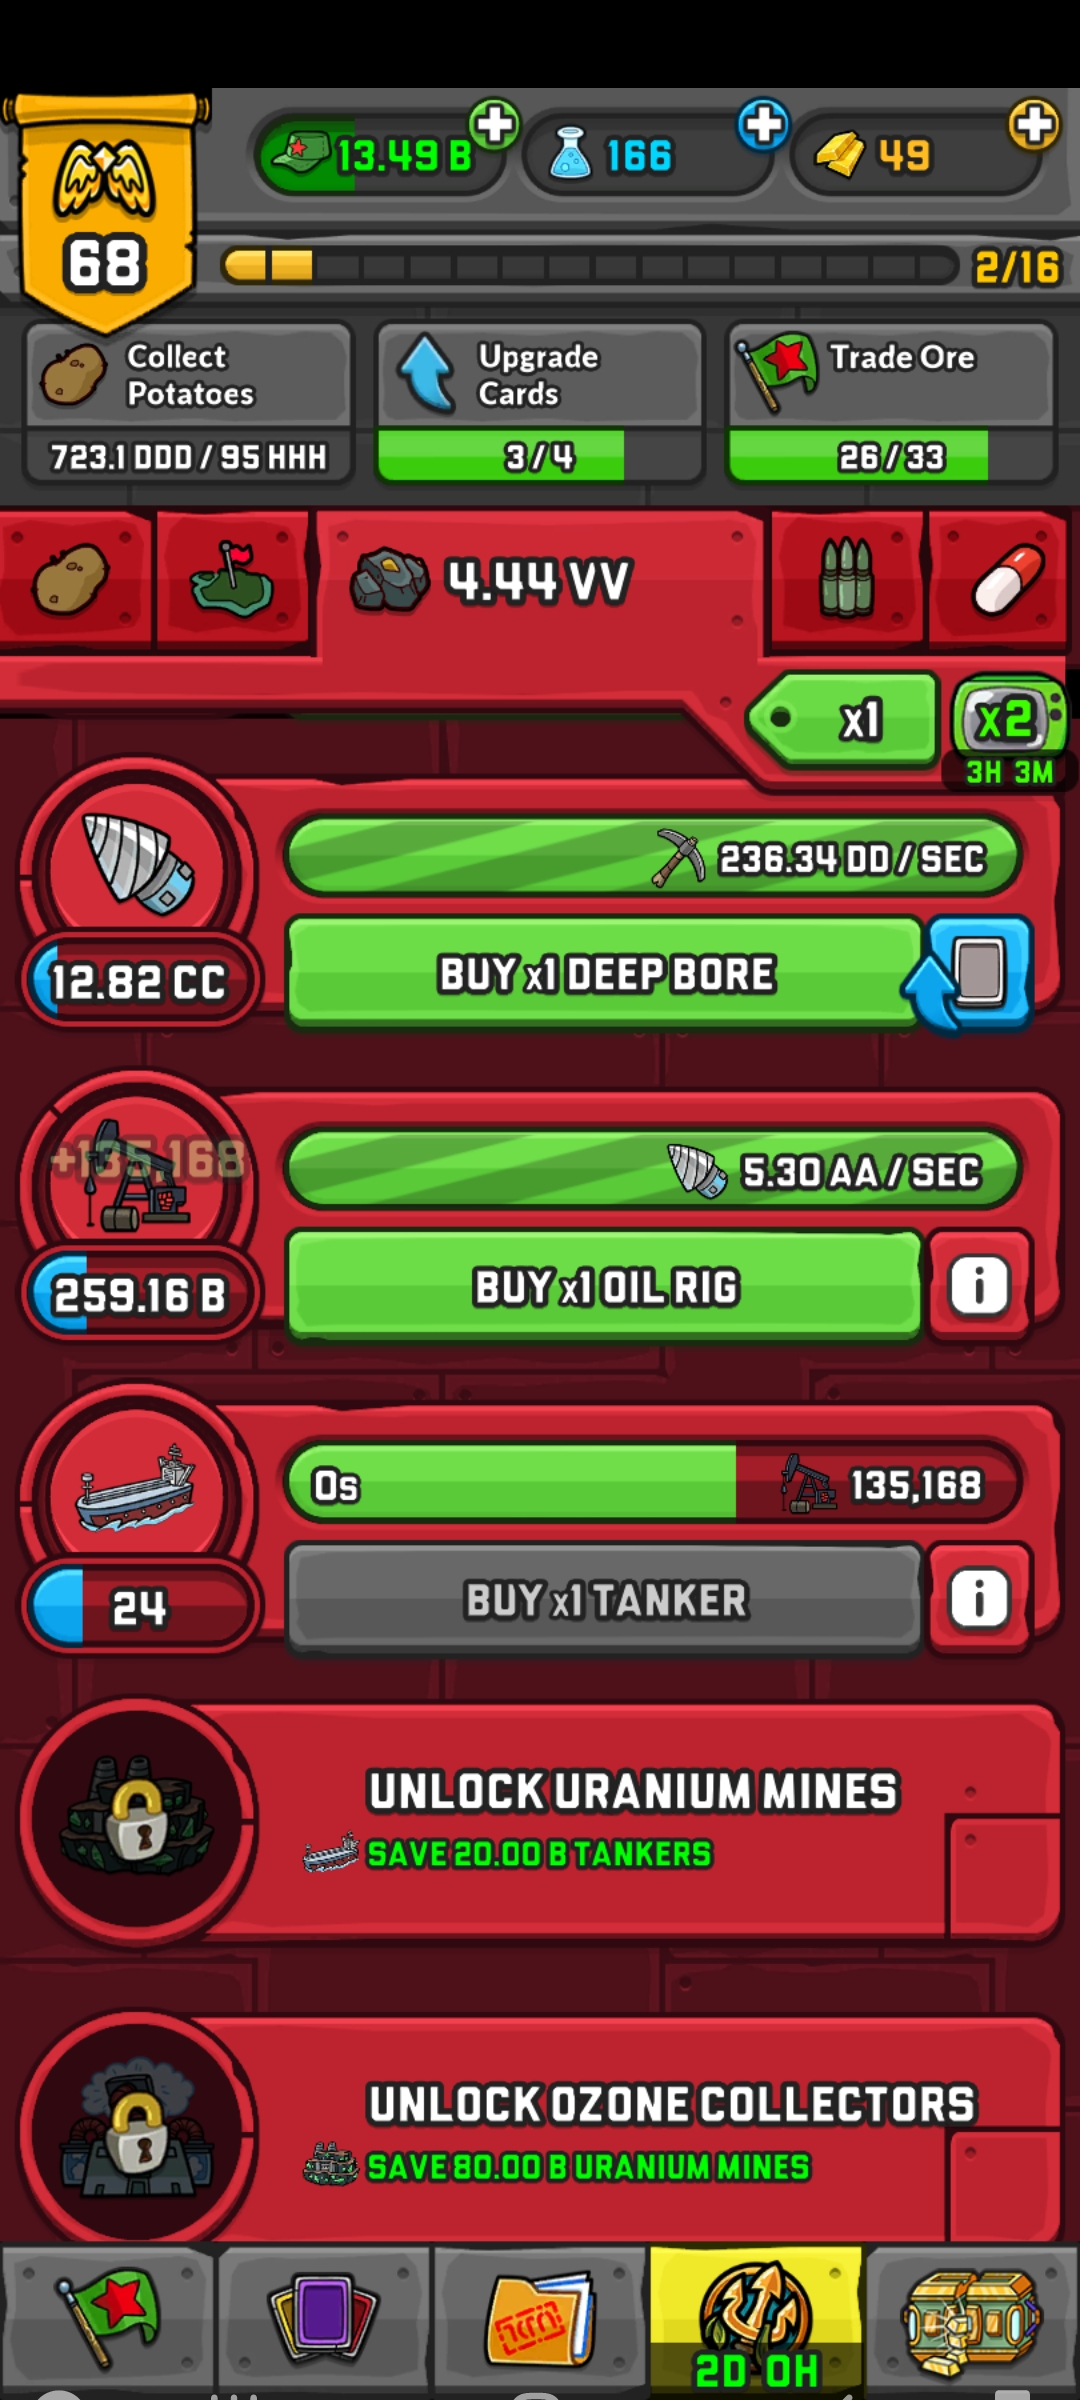 13.49 B
166
49
68
2/16
Collect
Potatoes
Upgrade
Cards
Trade Ore
723.1 DDD / 95 HHH
3/4
26/33
4.44 VV
x1
x2
3H 3M
236.34 DD / SEC
12.82 CC
BUY x1 DEEP BORE
+135,168
5.30 AA / SEC
259.16 B
BUY x1 OIL RIG
i
0s
135,168
24
BUY x1 TANKER
i
UNLOCK URANIUM MINES
SAVE 20.00 B TANKERS
UNLOCK OZONE COLLECTORS
SAVE 80.00 B URANIUM MINES
2D 0H